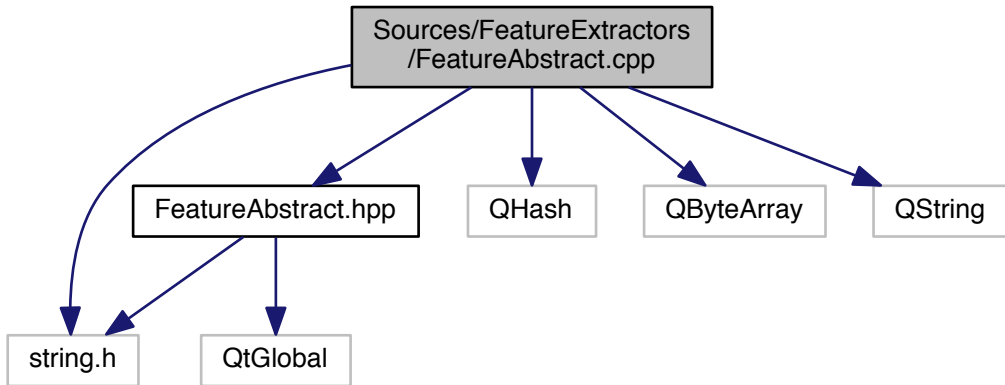 Sources/FeatureExtractors
/FeatureAbstract.cpp
FeatureAbstract.hpp
QHash
QByteArray
QString
string.h
QtGlobal